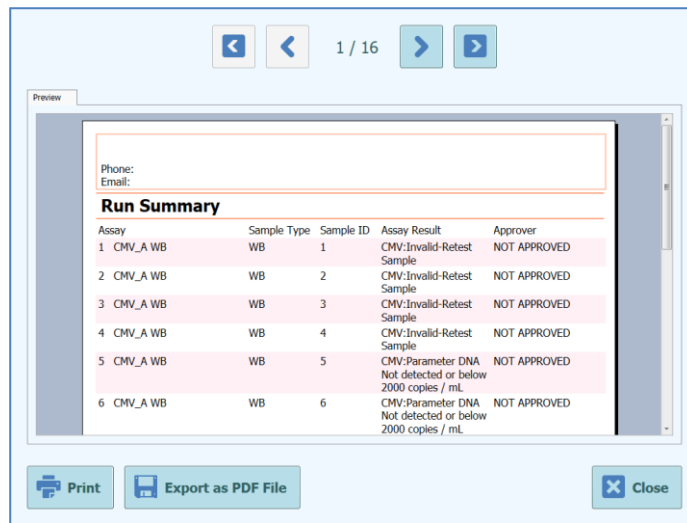 1 / 16
Preview
Phone:
Email:
Run Summary
Assay Sample Type Sample ID Assay Result Approver
1 CMV_A WB WB 1 CMV:Invalid-Retest NOT APPROVED
Sample
2 CMV_A WB WB 2 CMV:Invalid-Retest NOT APPROVED
Sample
3 CMV_A WB WB 3 CMV:Invalid-Retest NOT APPROVED
Sample
4 CMV_A WB WB 4 CMV:Invalid-Retest NOT APPROVED
Sample
5 CMV_A WB WB 5 CMV:Parameter DNA NOT APPROVED
Not detected or below
2000 copies / mL
6 CMV_A WB WB 6 CMV:Parameter DNA NOT APPROVED
Not detected or below
2000 copies / mL
Print Export as PDF File Close